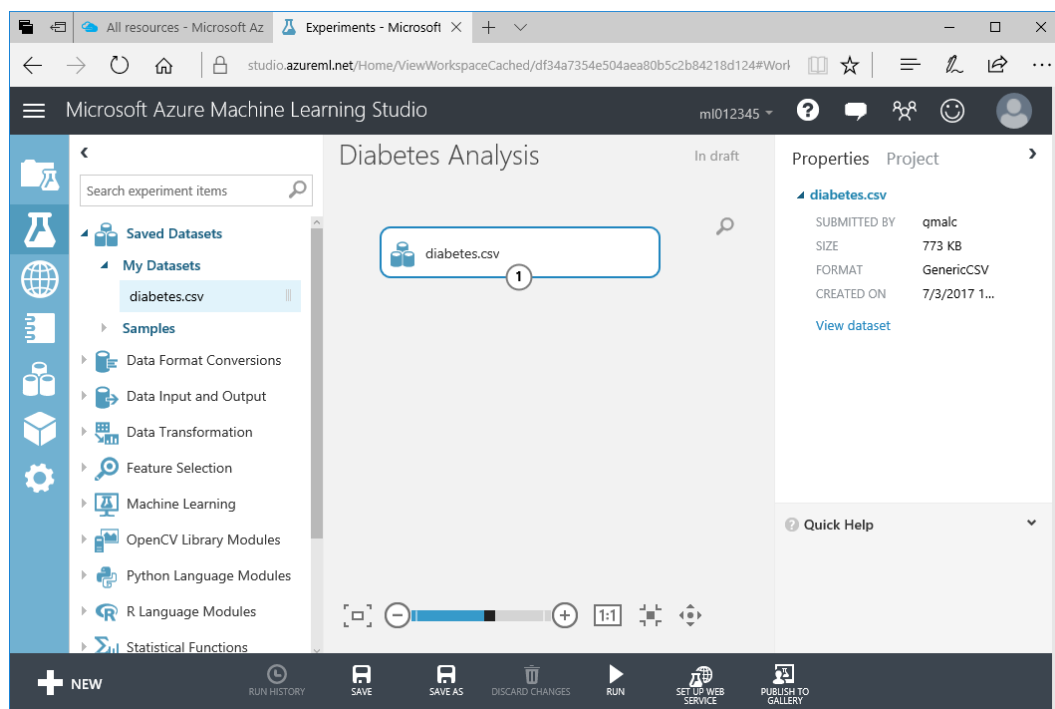 All resources - Microsoft Az
Experiments - Microsoft
studio.azureml.net/Home/ViewWorkspaceCached/df34a7354e504aea80b5c2b84218d124#Work
Microsoft Azure Machine Learning Studio
ml012345
Search experiment items
Saved Datasets
My Datasets
diabetes.csv
Samples
Data Format Conversions
Data Input and Output
Data Transformation
Feature Selection
Machine Learning
OpenCV Library Modules
Python Language Modules
R Language Modules
Statistical Functions
Diabetes Analysis
In draft
diabetes.csv
1
1:1
Properties Project
diabetes.csv
SUBMITTED BY qmalc
SIZE 773 KB
FORMAT GenericCSV
CREATED ON 7/3/2017 1...
View dataset
Quick Help
NEW
RUN HISTORY
SAVE
SAVE AS
DISCARD CHANGES
RUN
SET UP WEB
SERVICE
PUBLISH TO
GALLERY